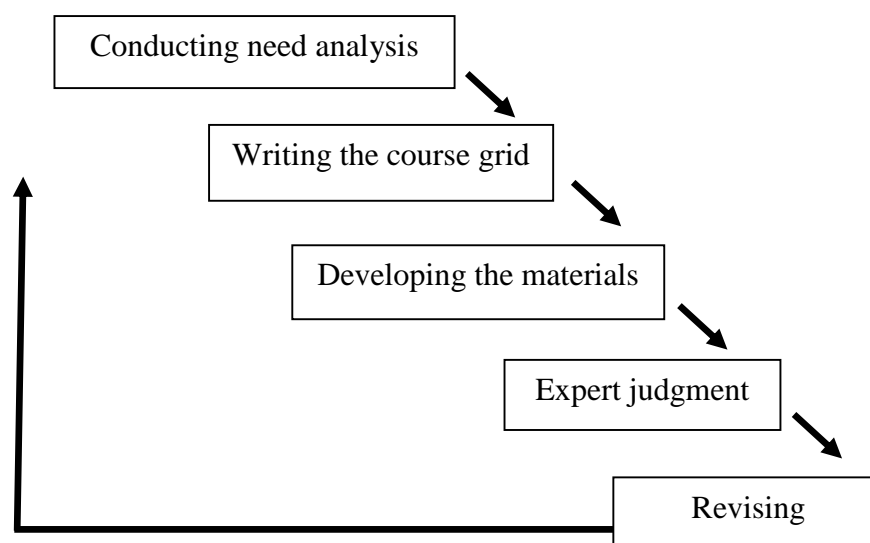 Conducting need analysis
Writing the course grid
Developing the materials
Expert judgment
Revising